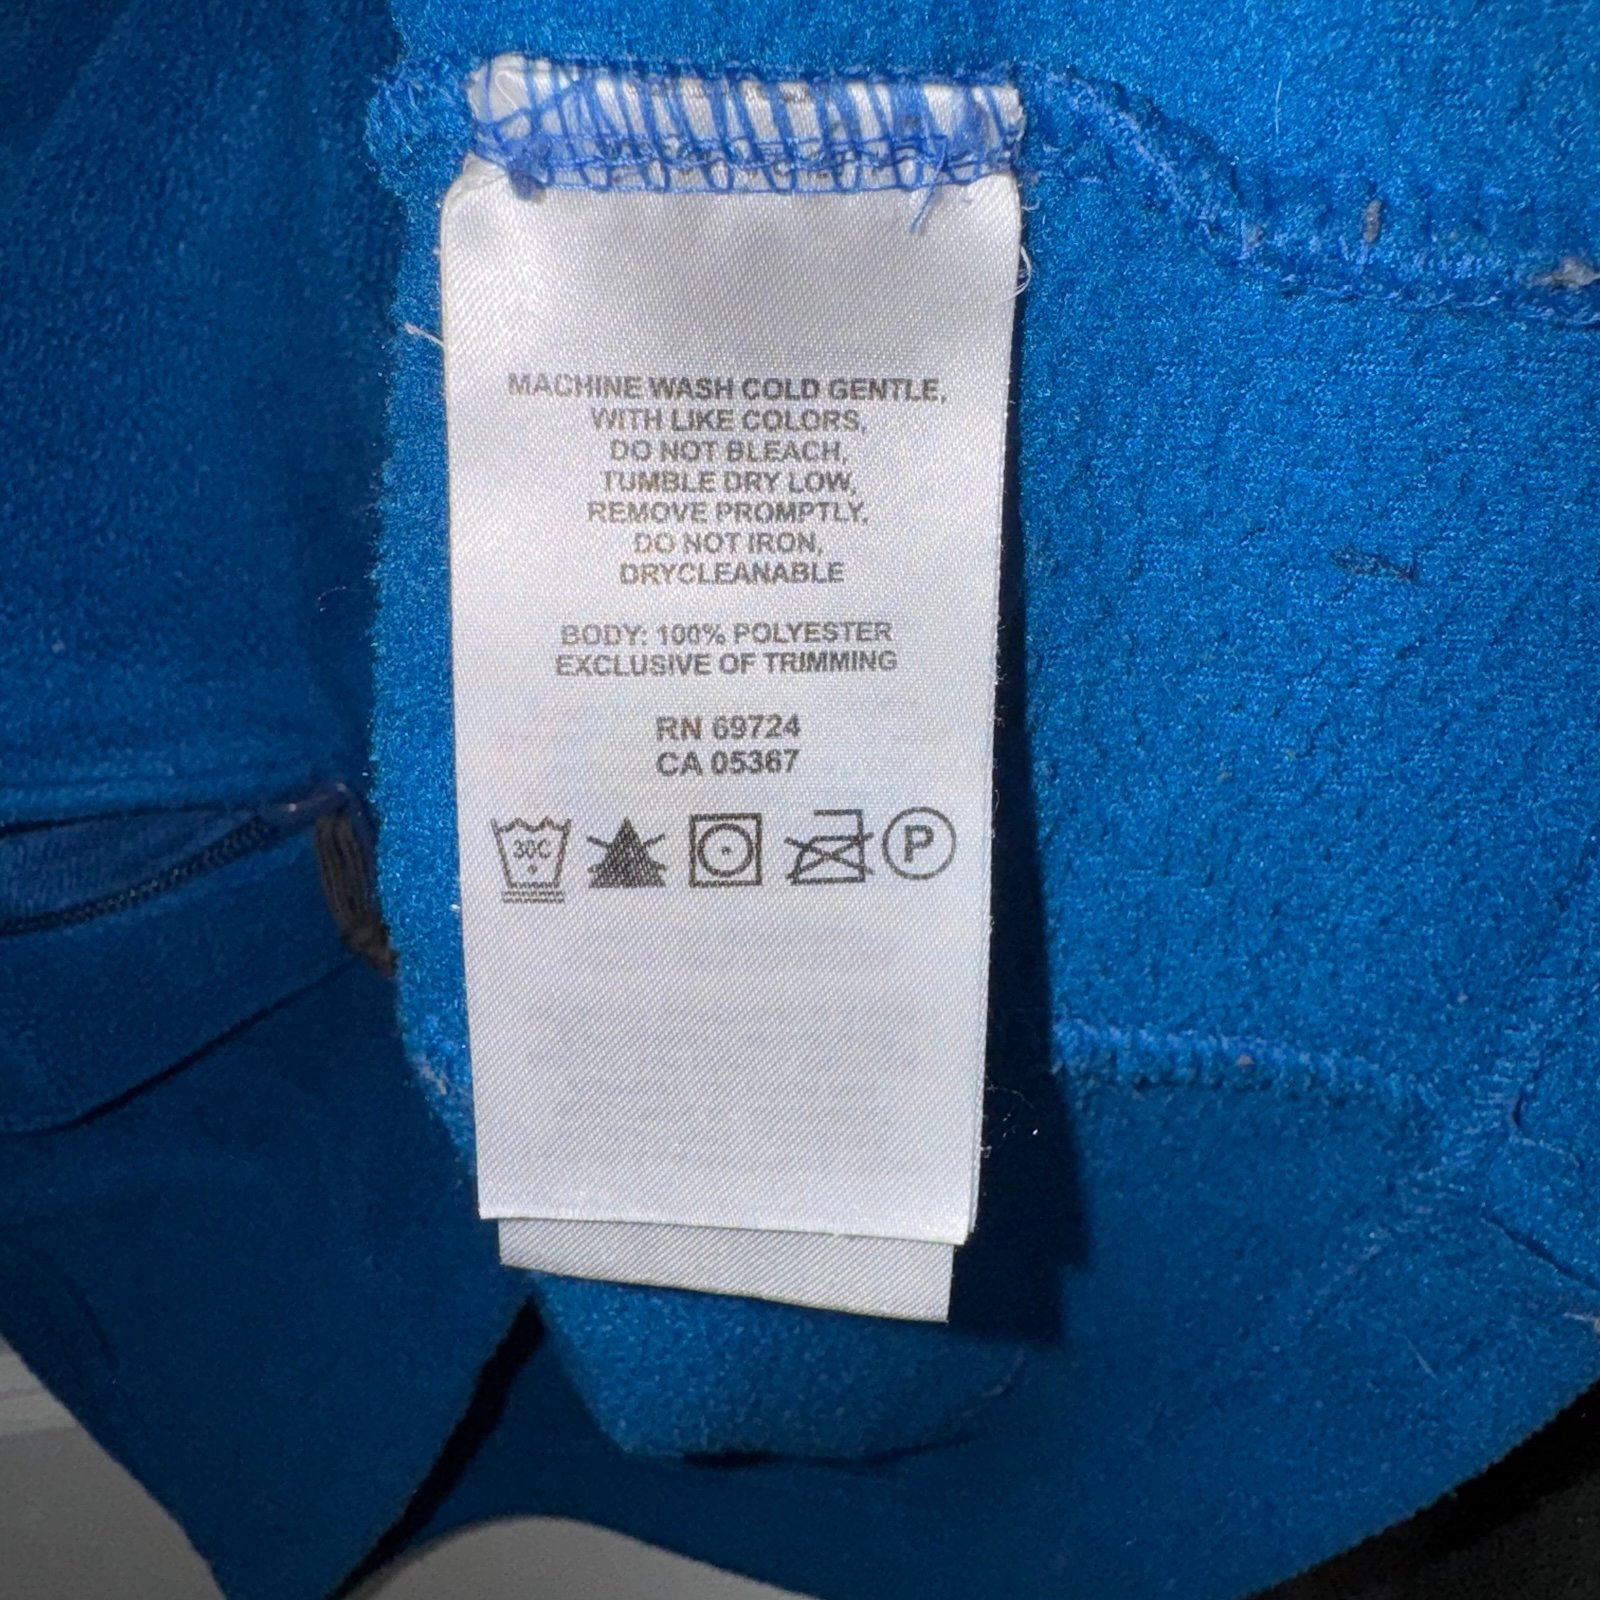 MACHINE WASH COLD GENTLE,
WITH LIKE COLORS,
DO NOT BLEACH,
TUMBLE DRY LOW,
REMOVE PROMPTLY,
DO NOT IRON,
DRYCLEANABLE
BODY: 100% POLYESTER
EXCLUSIVE OF TRIMMING
RN 69724
CA 05367
30C P